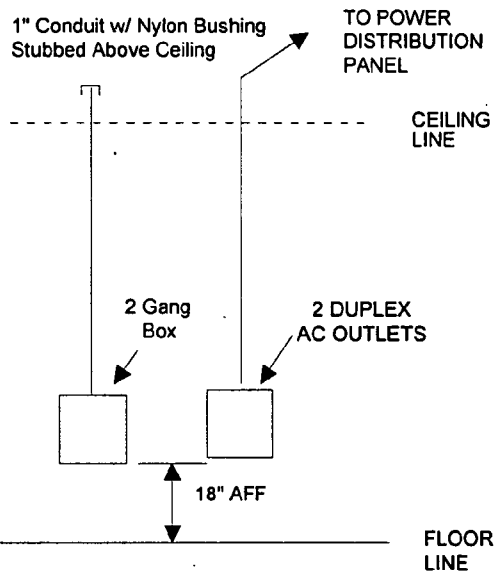 1" Conduit w/ Nylon Bushing
Stubbed Above Ceiling
TO POWER
DISTRIBUTION
PANEL
CEILING
LINE
2 Gang
Box
2 DUPLEX
AC OUTLETS
18" AFF
FLOOR
LINE